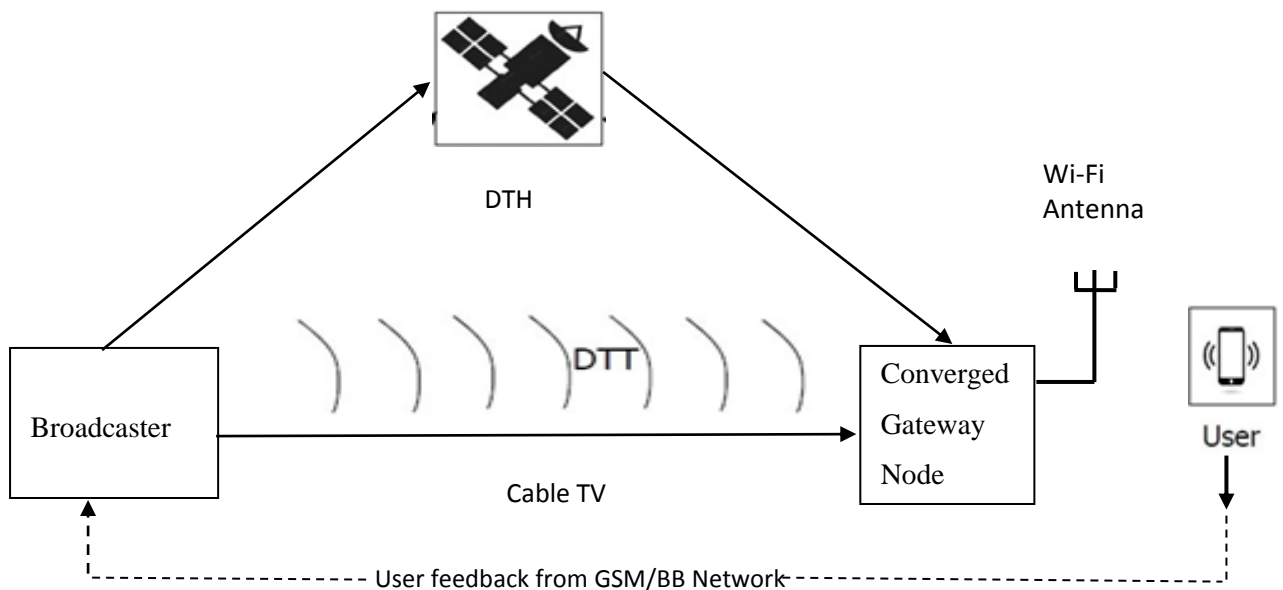 DTH
Wi-Fi
Antenna
DTT
Broadcaster
Converged
Gateway
Node
User
Cable TV
User feedback from GSM/BB Network